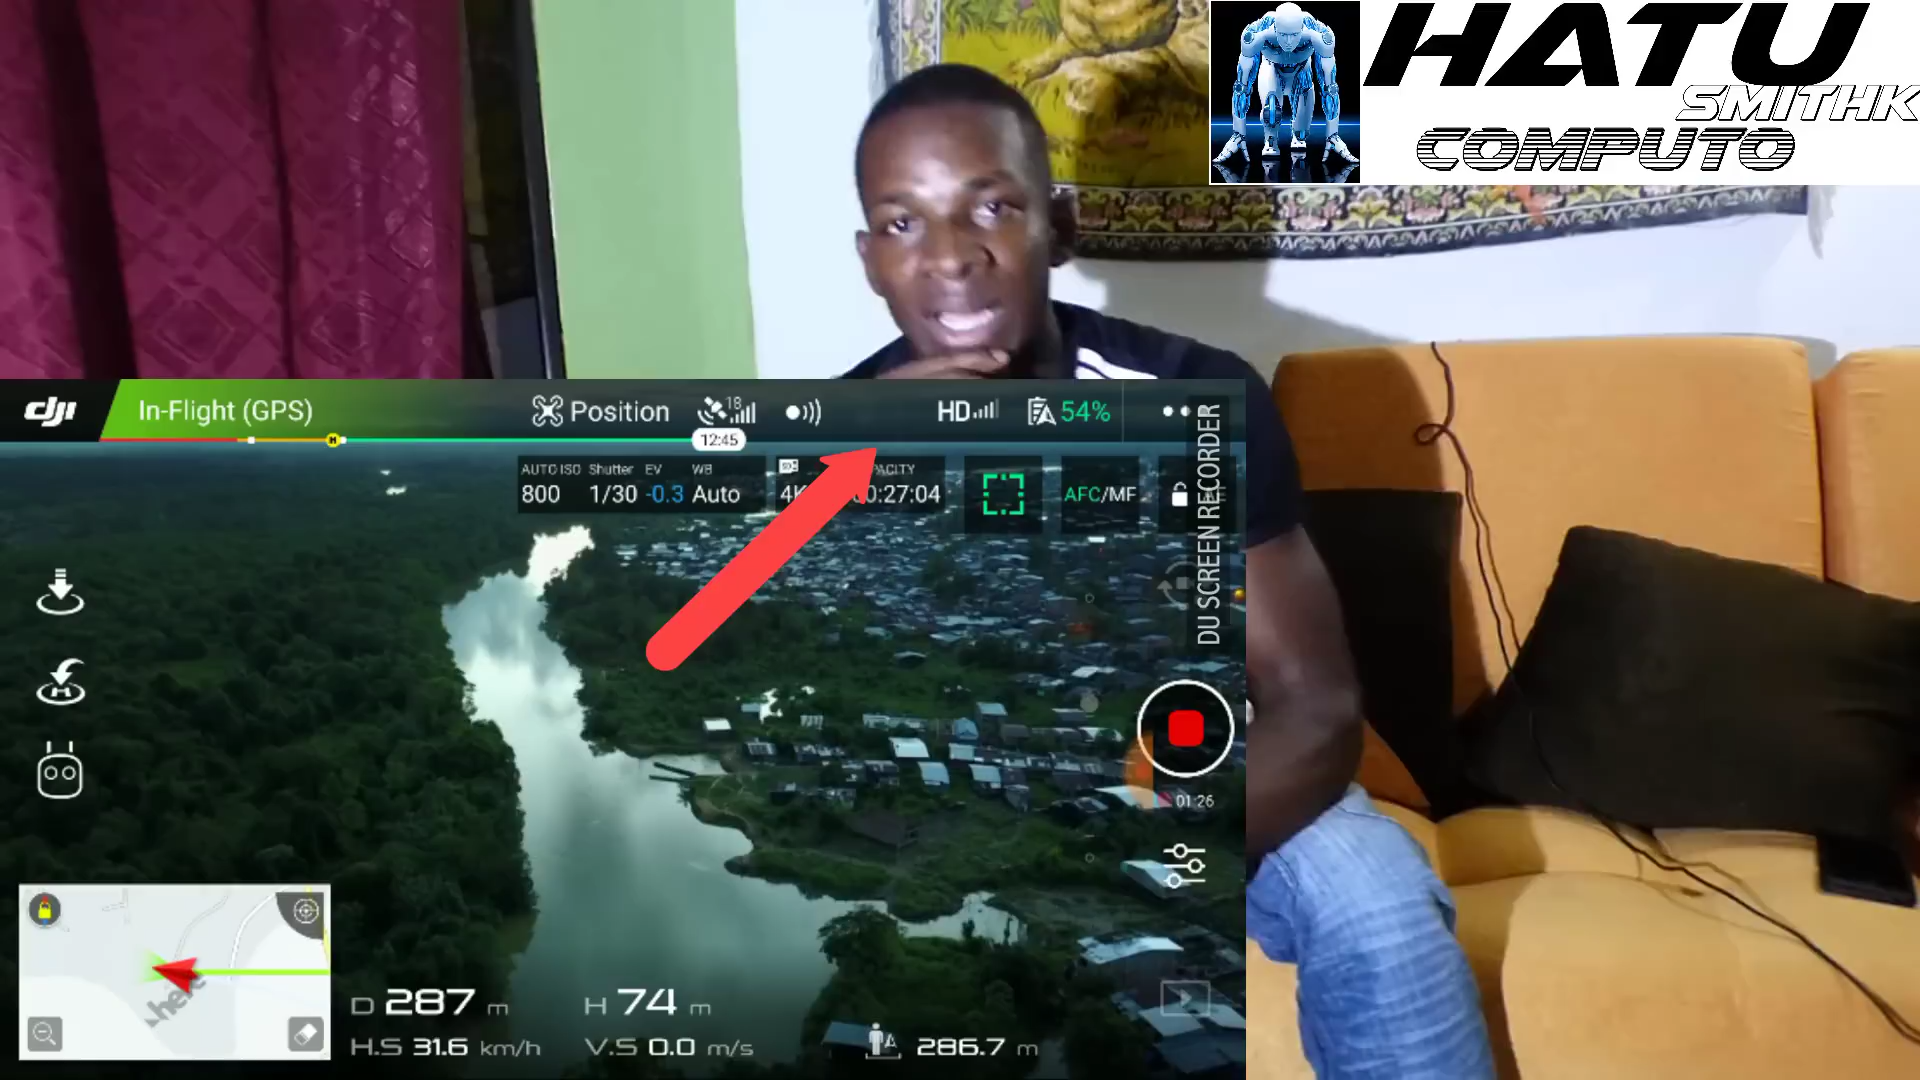 HATU
SMITHK
COMPUTO
dji In-Flight (GPS) Position 18 HD 54%
H 12:45
AUTO ISO Shutter EV WB
800 1/30 -0.3 Auto 4K :27:04 AFC/MF
DU SCREEN RECORDER
01:26
here
D 287 m H 74 m
H.S 31.6 km/h V.S 0.0 m/s 286.7 m